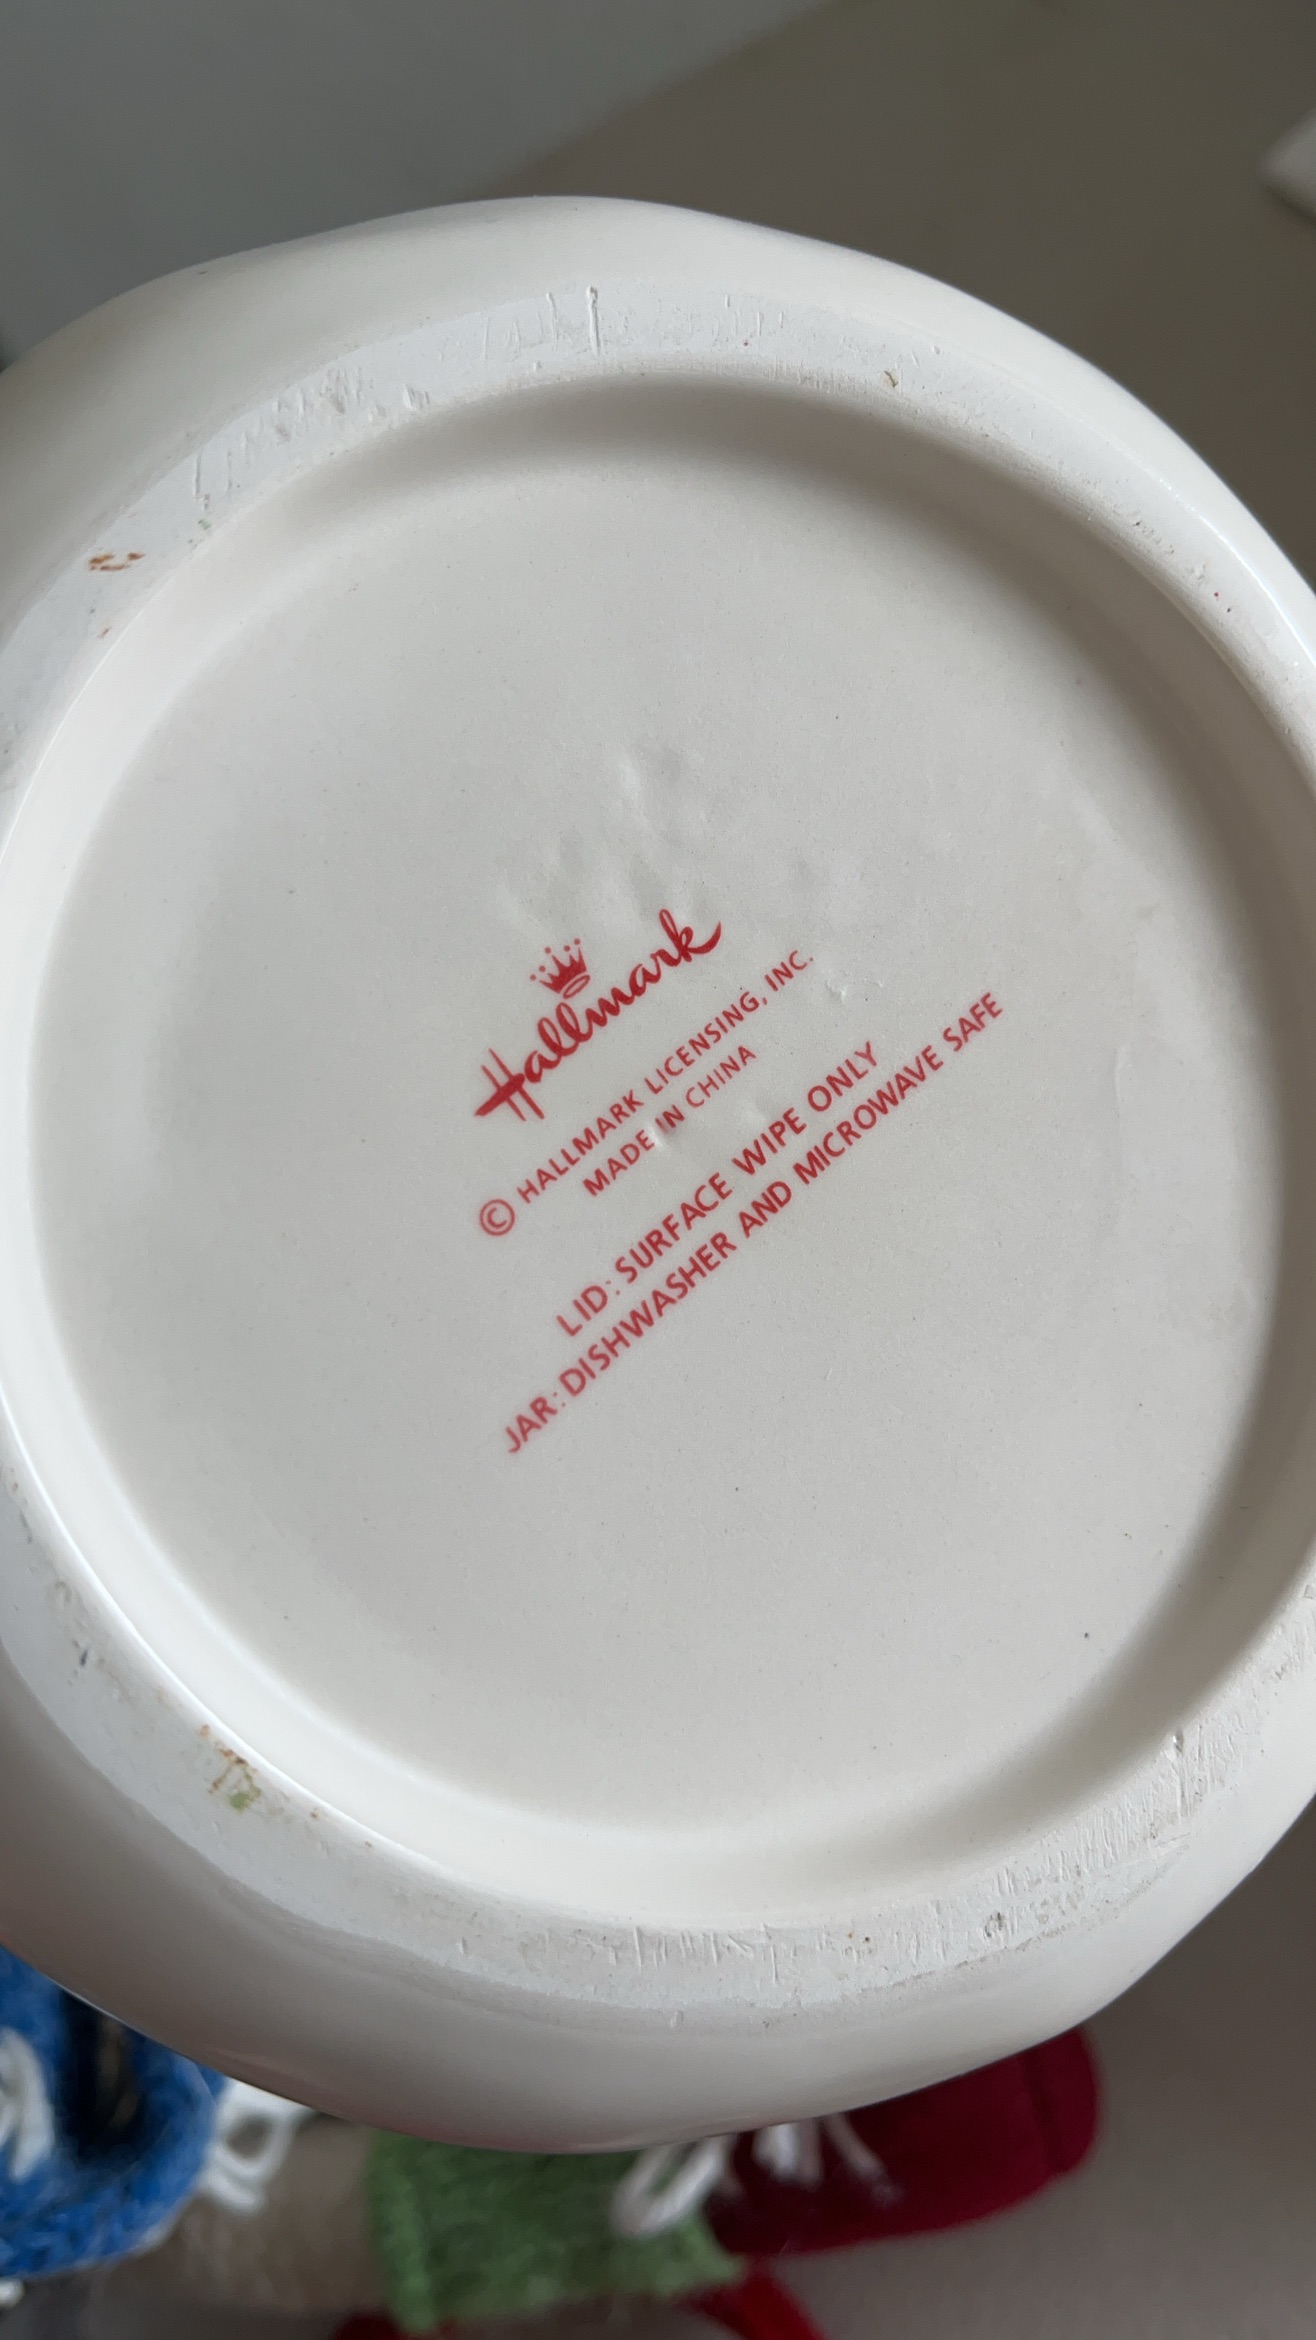 Hallmark
© HALLMARK LICENSING, INC.
MADE IN CHINA
LID: SURFACE WIPE ONLY
JAR: DISHWASHER AND MICROWAVE SAFE